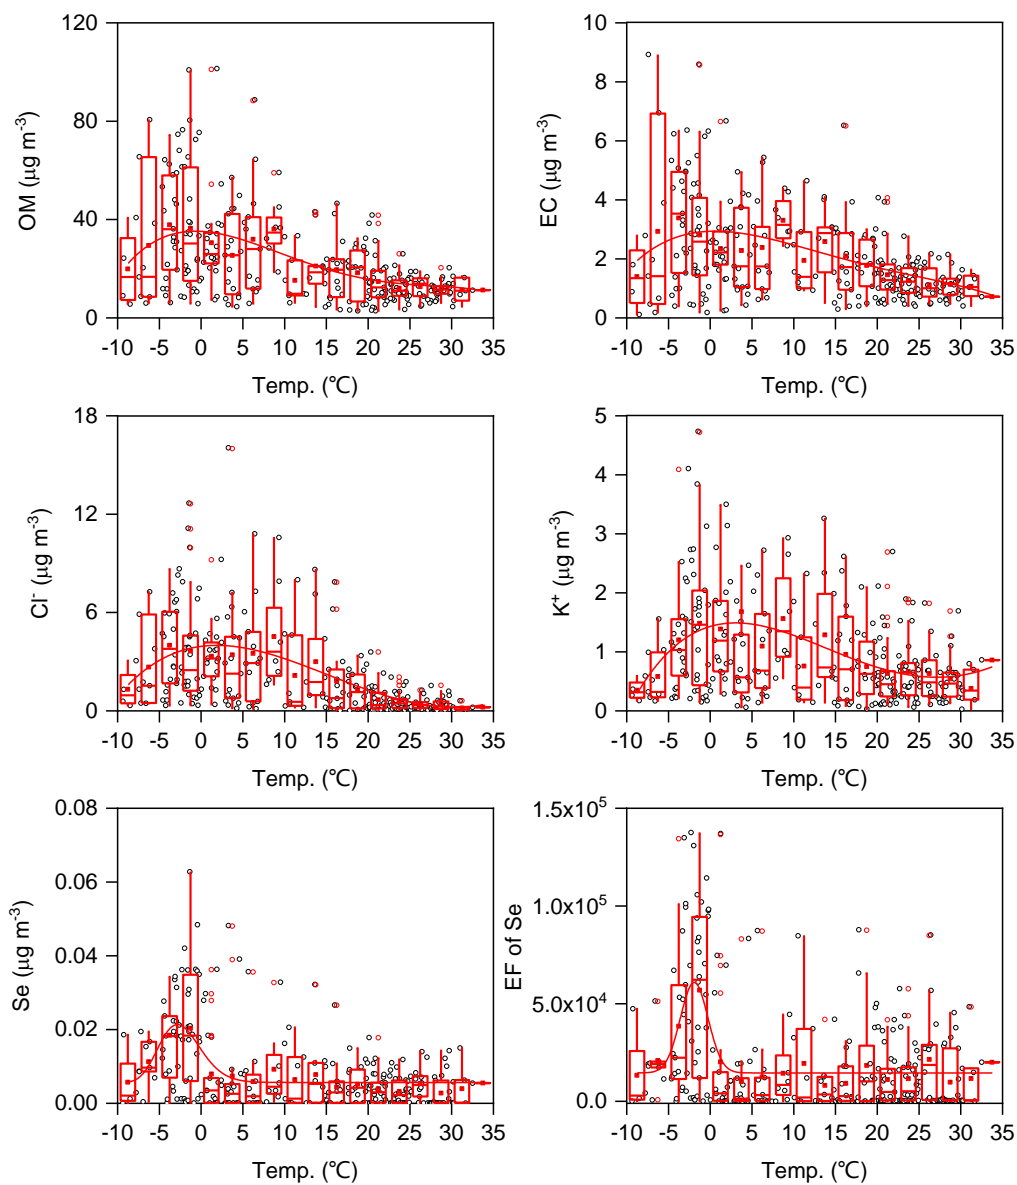 120
80
40
0
OM (μg m-3)
-10 -5 0 5 10 15 20 25 30 35
Temp. (℃)
10
8
6
4
2
0
EC (μg m-3)
-10 -5 0 5 10 15 20 25 30 35
Temp. (℃)
18
12
6
0
Cl- (μg m-3)
-10 -5 0 5 10 15 20 25 30 35
Temp. (℃)
5
4
3
2
1
0
K+ (μg m-3)
-10 -5 0 5 10 15 20 25 30 35
Temp. (℃)
0.08
0.06
0.04
0.02
0.00
Se (μg m-3)
-10 -5 0 5 10 15 20 25 30 35
Temp. (℃)
1.5x105
1.0x105
5.0x104
0.0
EF of Se
-10 -5 0 5 10 15 20 25 30 35
Temp. (℃)